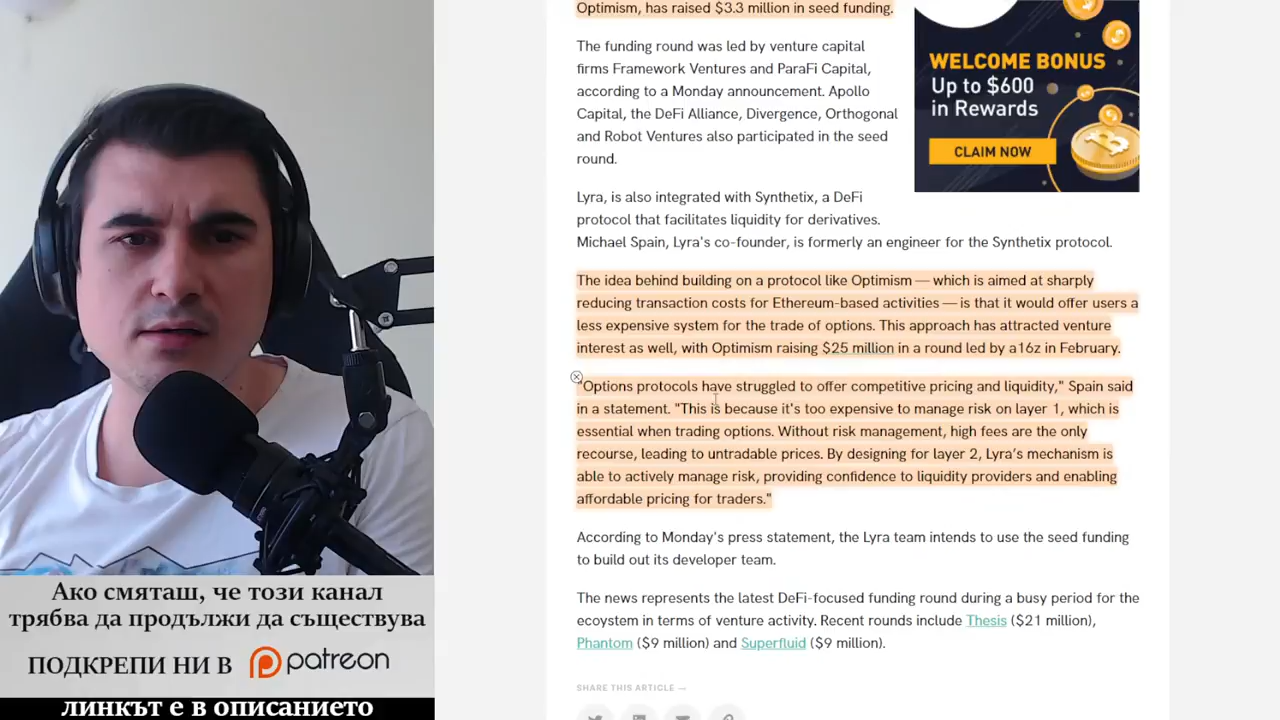 Optimism, has raised $3.3 million in seed funding.
The funding round was led by venture capital
firms Framework Ventures and ParaFi Capital,
according to a Monday announcement. Apollo
Capital, the DeFi Alliance, Divergence, Orthogonal
and Robot Ventures also participated in the seed
round.
Lyra, is also integrated with Synthetix, a DeFi
protocol that facilitates liquidity for derivatives.
Michael Spain, Lyra's co-founder, is formerly an engineer for the Synthetix protocol.
The idea behind building on a protocol like Optimism — which is aimed at sharply
reducing transaction costs for Ethereum-based activities — is that it would offer users a
less expensive system for the trade of options. This approach has attracted venture
interest as well, with Optimism raising $25 million in a round led by a16z in February.
"Options protocols have struggled to offer competitive pricing and liquidity," Spain said
in a statement. "This is because it's too expensive to manage risk on layer 1, which is
essential when trading options. Without risk management, high fees are the only
recourse, leading to untradable prices. By designing for layer 2, Lyra's mechanism is
able to actively manage risk, providing confidence to liquidity providers and enabling
affordable pricing for traders."
According to Monday's press statement, the Lyra team intends to use the seed funding
to build out its developer team.
The news represents the latest DeFi-focused funding round during a busy period for the
ecosystem in terms of venture activity. Recent rounds include Thesis ($21 million),
Phantom ($9 million) and Superfluid ($9 million).
SHARE THIS ARTICLE —
WELCOME BONUS
Up to $600
in Rewards
CLAIM NOW
Ако смяташ, че този канал
трябва да продължи да съществува
ПОДКРЕПИ НИ В patreon
линкът е в описанието